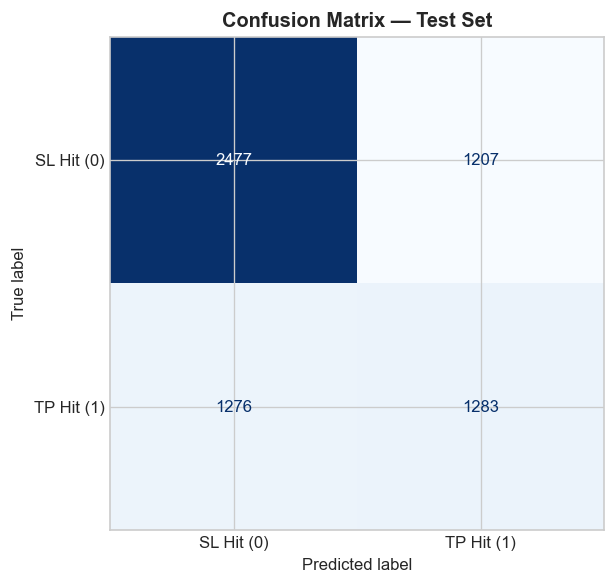 Confusion Matrix — Test Set
SL Hit (0)
2477
1207
True label
TP Hit (1)
1276
1283
SL Hit (0)
TP Hit (1)
Predicted label